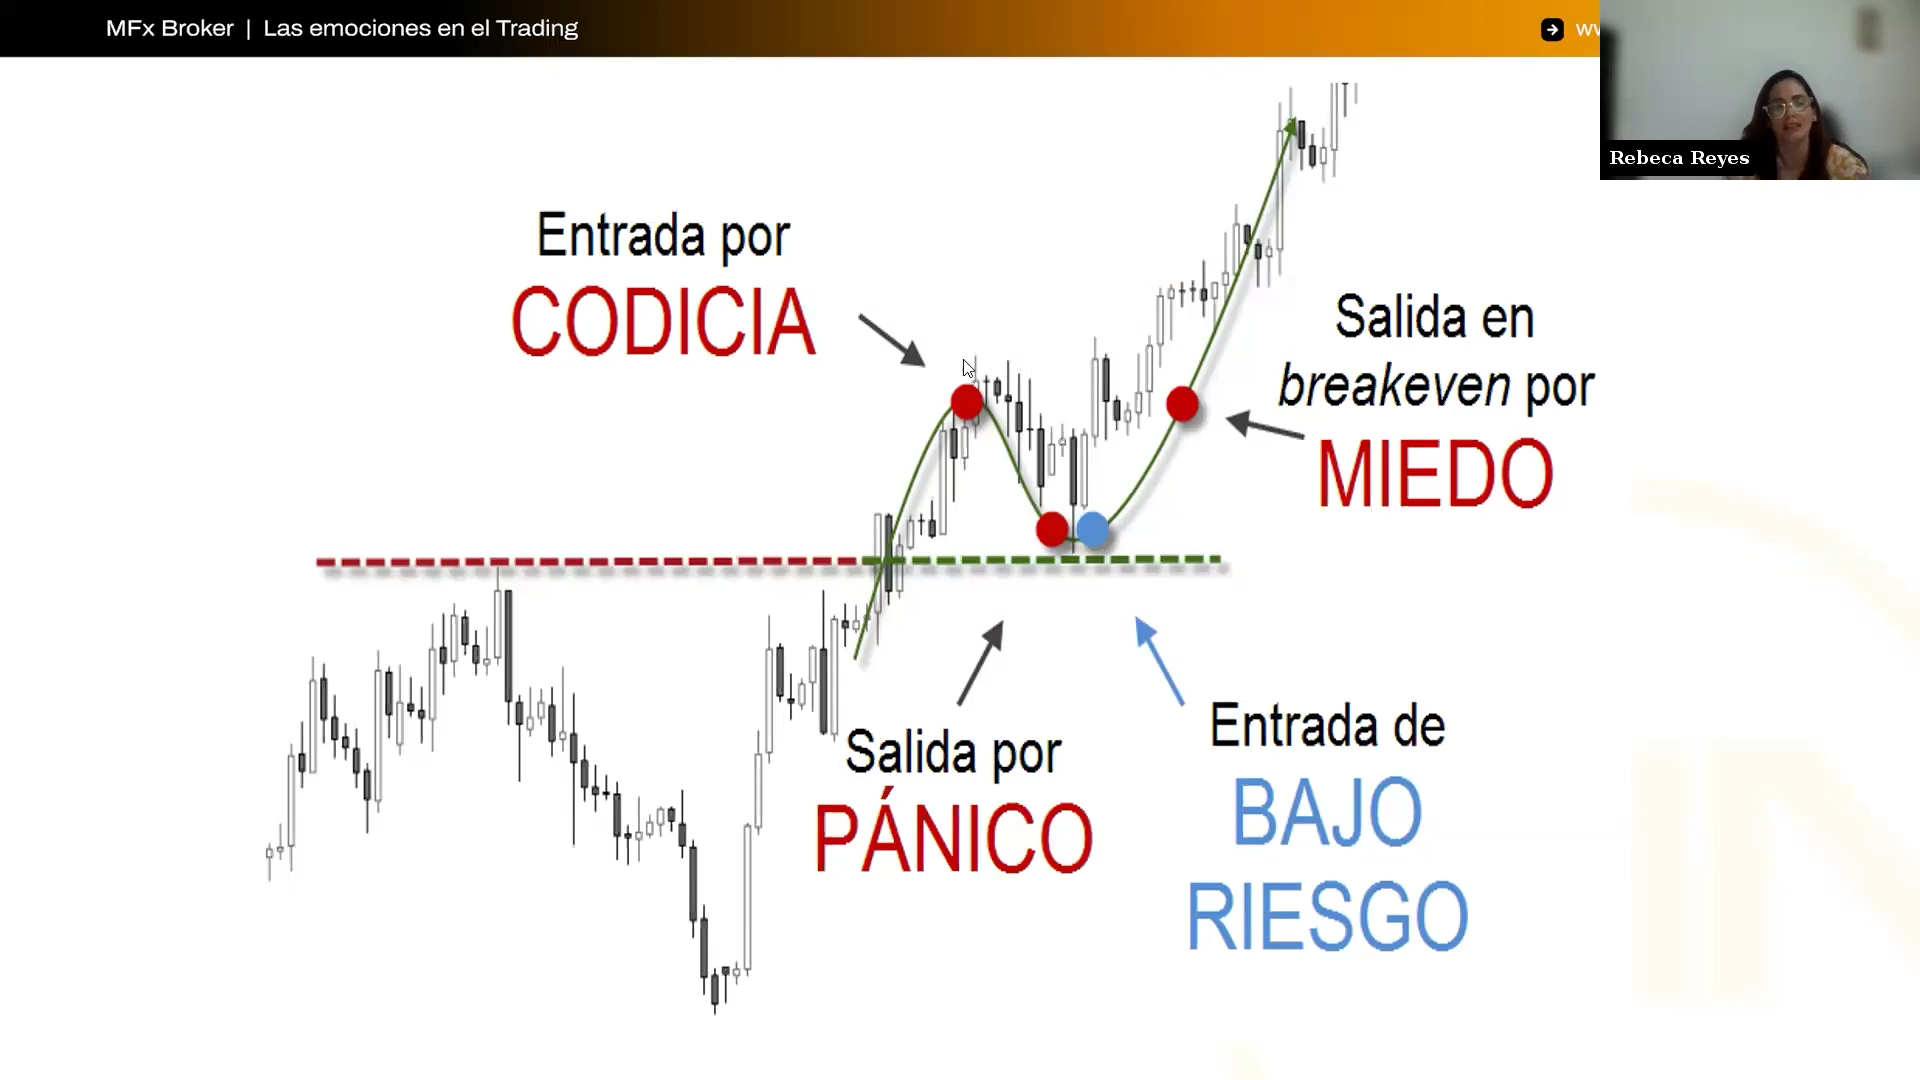 MFx Broker | Las emociones en el Trading
Rebeca Reyes
Entrada por
CODICIA
Salida en
breakeven por
MIEDO
Salida por
PÁNICO
Entrada de
BAJO
RIESGO